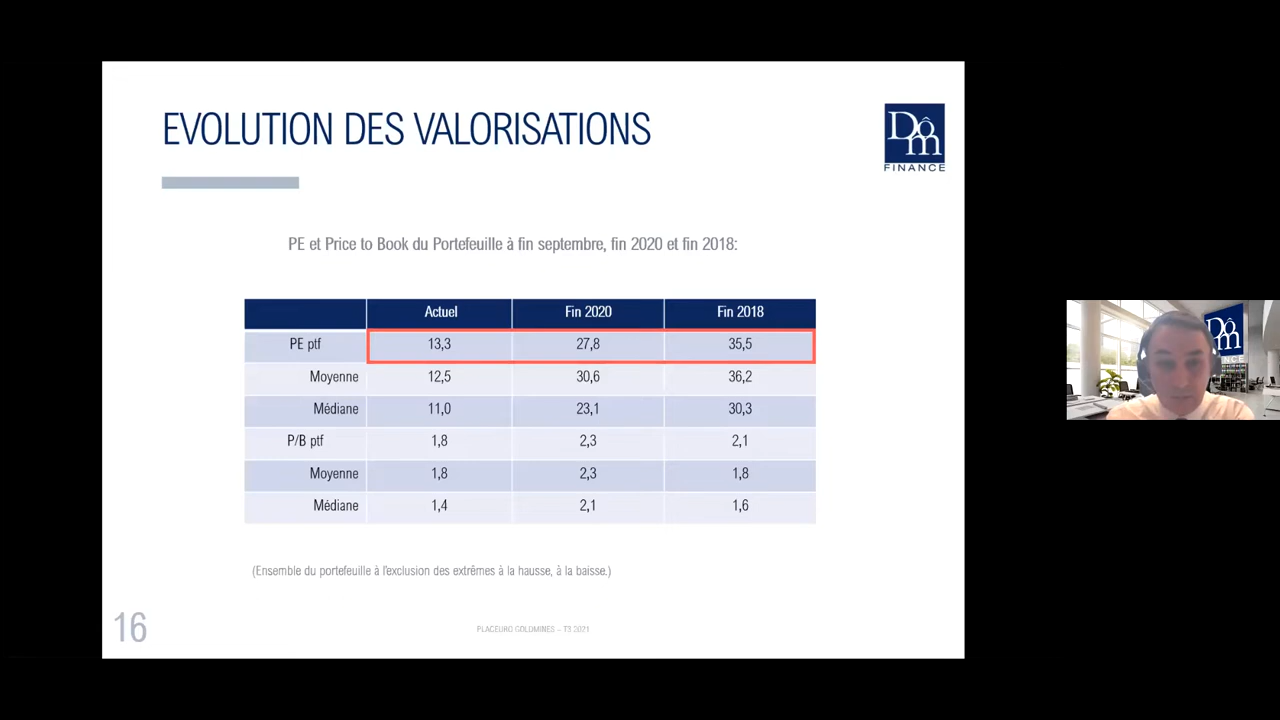 EVOLUTION DES VALORISATIONS
Dôm
FINANCE
PE et Price to Book du Portefeuille à fin septembre, fin 2020 et fin 2018:
Actuel Fin 2020 Fin 2018
PE ptf 13,3 27,8 35,5
Moyenne 12,5 30,6 36,2
Médiane 11,0 23,1 30,3
P/B ptf 1,8 2,3 2,1
Moyenne 1,8 2,3 1,8
Médiane 1,4 2,1 1,6
(Ensemble du portefeuille à l'exclusion des extrêmes à la hausse, à la baisse.)
16
PLACEURO GOLDMINES – T3 2021
Dôm